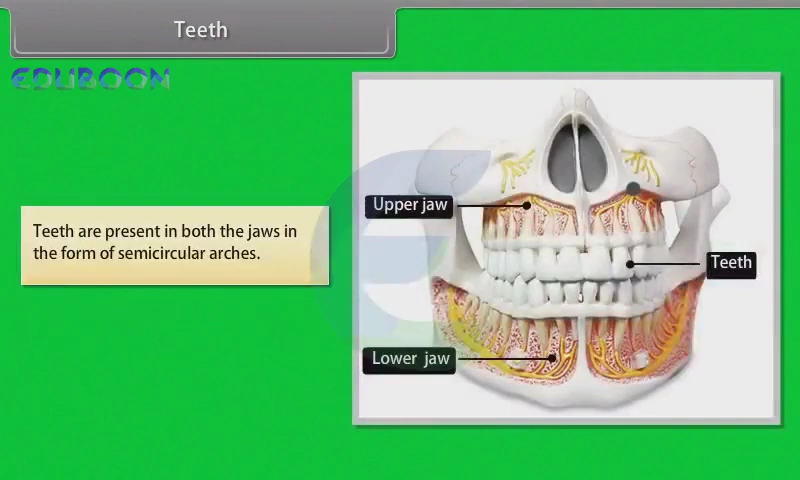 Teeth
EDUBOON
Upper jaw
Teeth are present in both the jaws in
the form of semicircular arches.
Teeth
Lower jaw